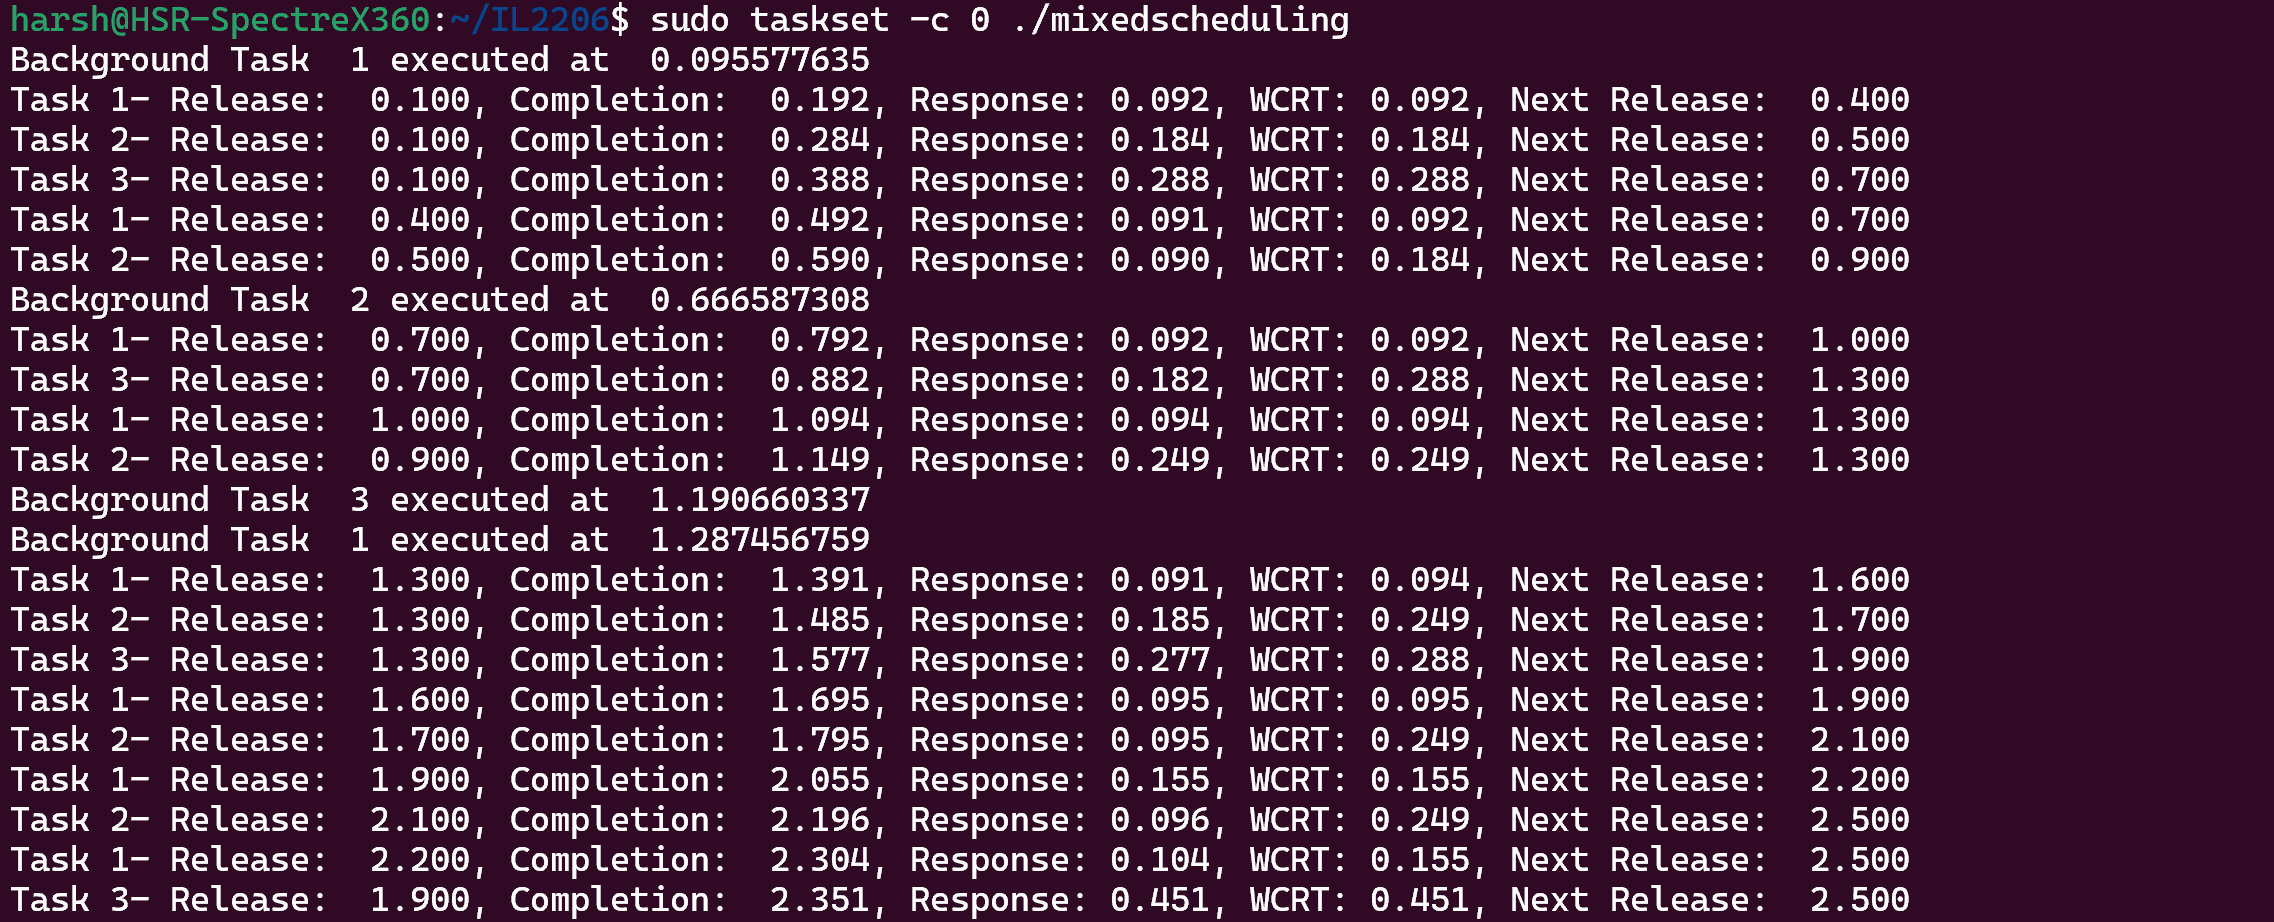 harsh@HSR-SpectreX360:~/IL2206$ sudo taskset -c 0 ./mixedscheduling
Background Task  1 executed at  0.095577635
Task 1- Release:  0.100, Completion:  0.192, Response: 0.092, WCRT: 0.092, Next Release:  0.400
Task 2- Release:  0.100, Completion:  0.284, Response: 0.184, WCRT: 0.184, Next Release:  0.500
Task 3- Release:  0.100, Completion:  0.388, Response: 0.288, WCRT: 0.288, Next Release:  0.700
Task 1- Release:  0.400, Completion:  0.492, Response: 0.091, WCRT: 0.092, Next Release:  0.700
Task 2- Release:  0.500, Completion:  0.590, Response: 0.090, WCRT: 0.184, Next Release:  0.900
Background Task  2 executed at  0.666587308
Task 1- Release:  0.700, Completion:  0.792, Response: 0.092, WCRT: 0.092, Next Release:  1.000
Task 3- Release:  0.700, Completion:  0.882, Response: 0.182, WCRT: 0.288, Next Release:  1.300
Task 1- Release:  1.000, Completion:  1.094, Response: 0.094, WCRT: 0.094, Next Release:  1.300
Task 2- Release:  0.900, Completion:  1.149, Response: 0.249, WCRT: 0.249, Next Release:  1.300
Background Task  3 executed at  1.190660337
Background Task  1 executed at  1.287456759
Task 1- Release:  1.300, Completion:  1.391, Response: 0.091, WCRT: 0.094, Next Release:  1.600
Task 2- Release:  1.300, Completion:  1.485, Response: 0.185, WCRT: 0.249, Next Release:  1.700
Task 3- Release:  1.300, Completion:  1.577, Response: 0.277, WCRT: 0.288, Next Release:  1.900
Task 1- Release:  1.600, Completion:  1.695, Response: 0.095, WCRT: 0.095, Next Release:  1.900
Task 2- Release:  1.700, Completion:  1.795, Response: 0.095, WCRT: 0.249, Next Release:  2.100
Task 1- Release:  1.900, Completion:  2.055, Response: 0.155, WCRT: 0.155, Next Release:  2.200
Task 2- Release:  2.100, Completion:  2.196, Response: 0.096, WCRT: 0.249, Next Release:  2.500
Task 1- Release:  2.200, Completion:  2.304, Response: 0.104, WCRT: 0.155, Next Release:  2.500
Task 3- Release:  1.900, Completion:  2.351, Response: 0.451, WCRT: 0.451, Next Release:  2.500